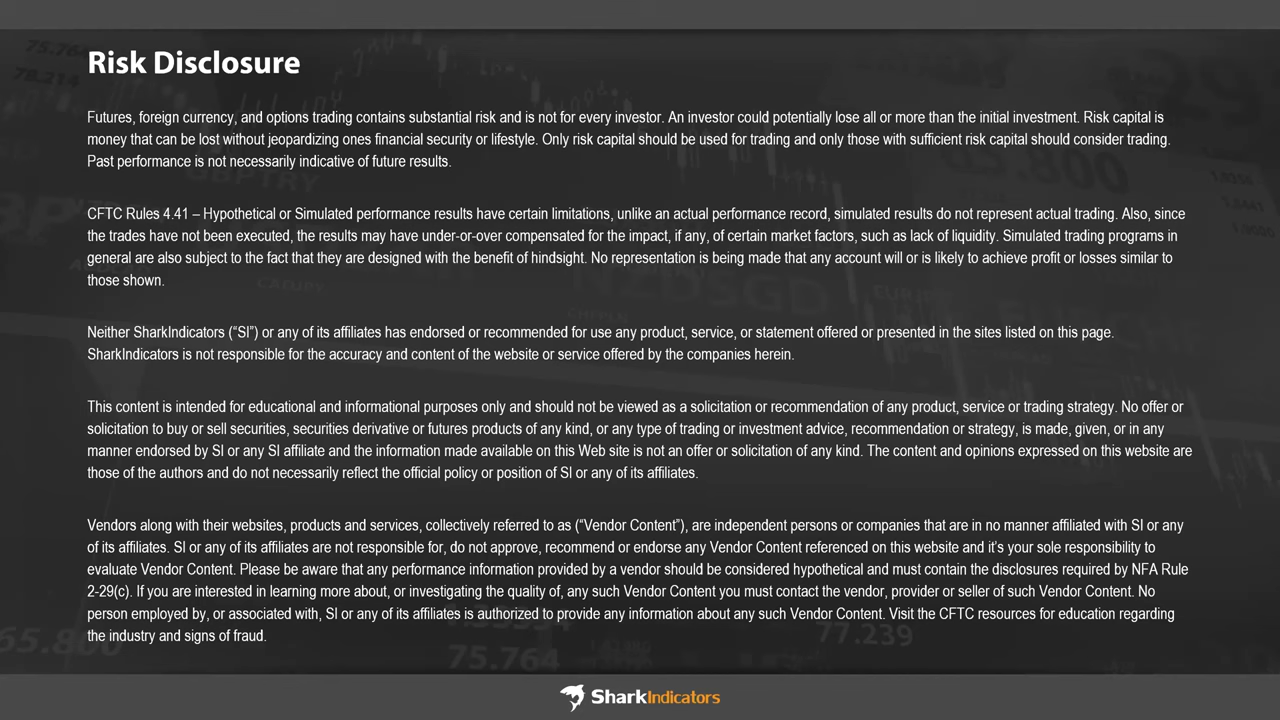 Risk Disclosure
Futures, foreign currency, and options trading contains substantial risk and is not for every investor. An investor could potentially lose all or more than the initial investment. Risk capital is
money that can be lost without jeopardizing ones financial security or lifestyle. Only risk capital should be used for trading and only those with sufficient risk capital should consider trading.
Past performance is not necessarily indicative of future results.
CFTC Rules 4.41 – Hypothetical or Simulated performance results have certain limitations, unlike an actual performance record, simulated results do not represent actual trading. Also, since
the trades have not been executed, the results may have under-or-over compensated for the impact, if any, of certain market factors, such as lack of liquidity. Simulated trading programs in
general are also subject to the fact that they are designed with the benefit of hindsight. No representation is being made that any account will or is likely to achieve profit or losses similar to
those shown.
Neither SharkIndicators (“SI”) or any of its affiliates has endorsed or recommended for use any product, service, or statement offered or presented in the sites listed on this page.
SharkIndicators is not responsible for the accuracy and content of the website or service offered by the companies herein.
This content is intended for educational and informational purposes only and should not be viewed as a solicitation or recommendation of any product, service or trading strategy. No offer or
solicitation to buy or sell securities, securities derivative or futures products of any kind, or any type of trading or investment advice, recommendation or strategy, is made, given, or in any
manner endorsed by SI or any SI affiliate and the information made available on this Web site is not an offer or solicitation of any kind. The content and opinions expressed on this website are
those of the authors and do not necessarily reflect the official policy or position of SI or any of its affiliates.
Vendors along with their websites, products and services, collectively referred to as (“Vendor Content”), are independent persons or companies that are in no manner affiliated with SI or any
of its affiliates. SI or any of its affiliates are not responsible for, do not approve, recommend or endorse any Vendor Content referenced on this website and it's your sole responsibility to
evaluate Vendor Content. Please be aware that any performance information provided by a vendor should be considered hypothetical and must contain the disclosures required by NFA Rule
2-29(c). If you are interested in learning more about, or investigating the quality of, any such Vendor Content you must contact the vendor, provider or seller of such Vendor Content. No
person employed by, or associated with, SI or any of its affiliates is authorized to provide any information about any such Vendor Content. Visit the CFTC resources for education regarding
the industry and signs of fraud.
75.764
77.239
SharkIndicators